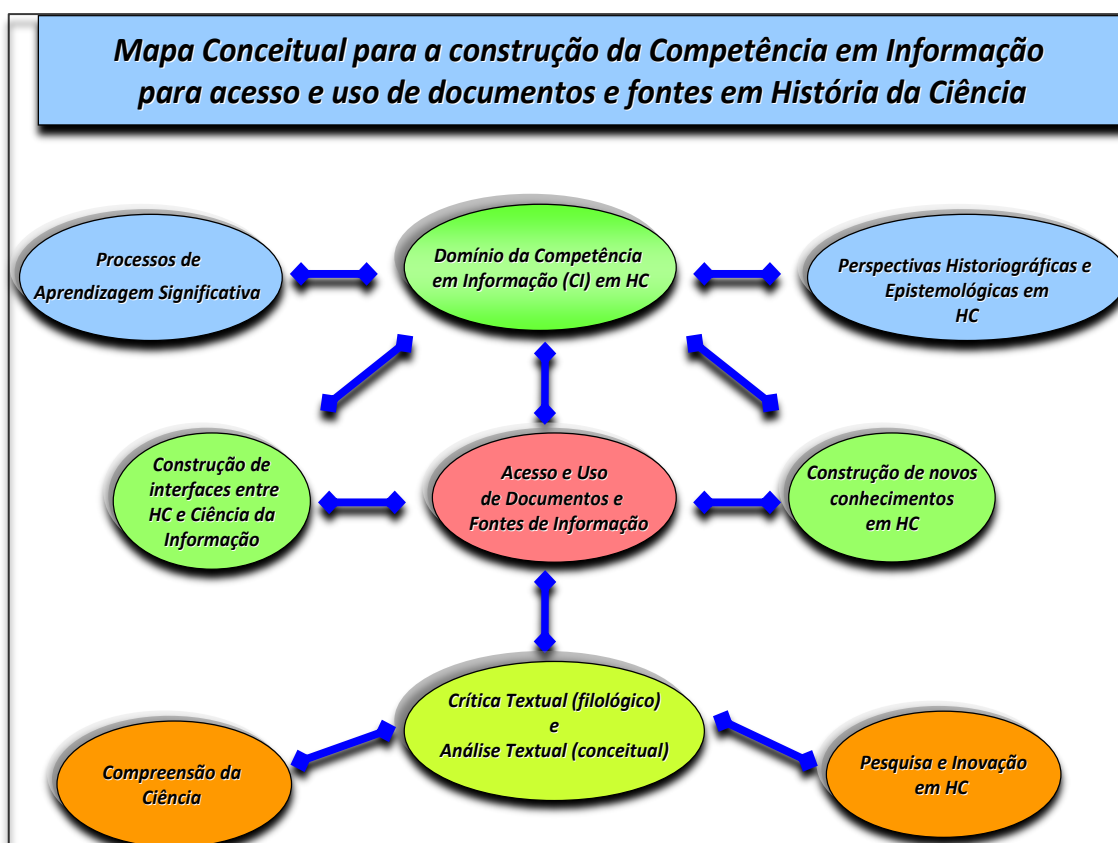 Mapa Conceitual para a construção da Competência em Informação
para acesso e uso de documentos e fontes em História da Ciência
Processos de
Aprendizagem Significativa
Domínio da Competência
em Informação (CI) em HC
Perspectivas Historiográficas e
Epistemológicas em
HC
Construção de
interfaces entre
HC e Ciência da
Informação
Acesso e Uso
de Documentos e
Fontes de Informação
Construção de novos
conhecimentos
em HC
Crítica Textual (filológico)
e
Análise Textual (conceitual)
Compreensão da
Ciência
Pesquisa e Inovação
em HC